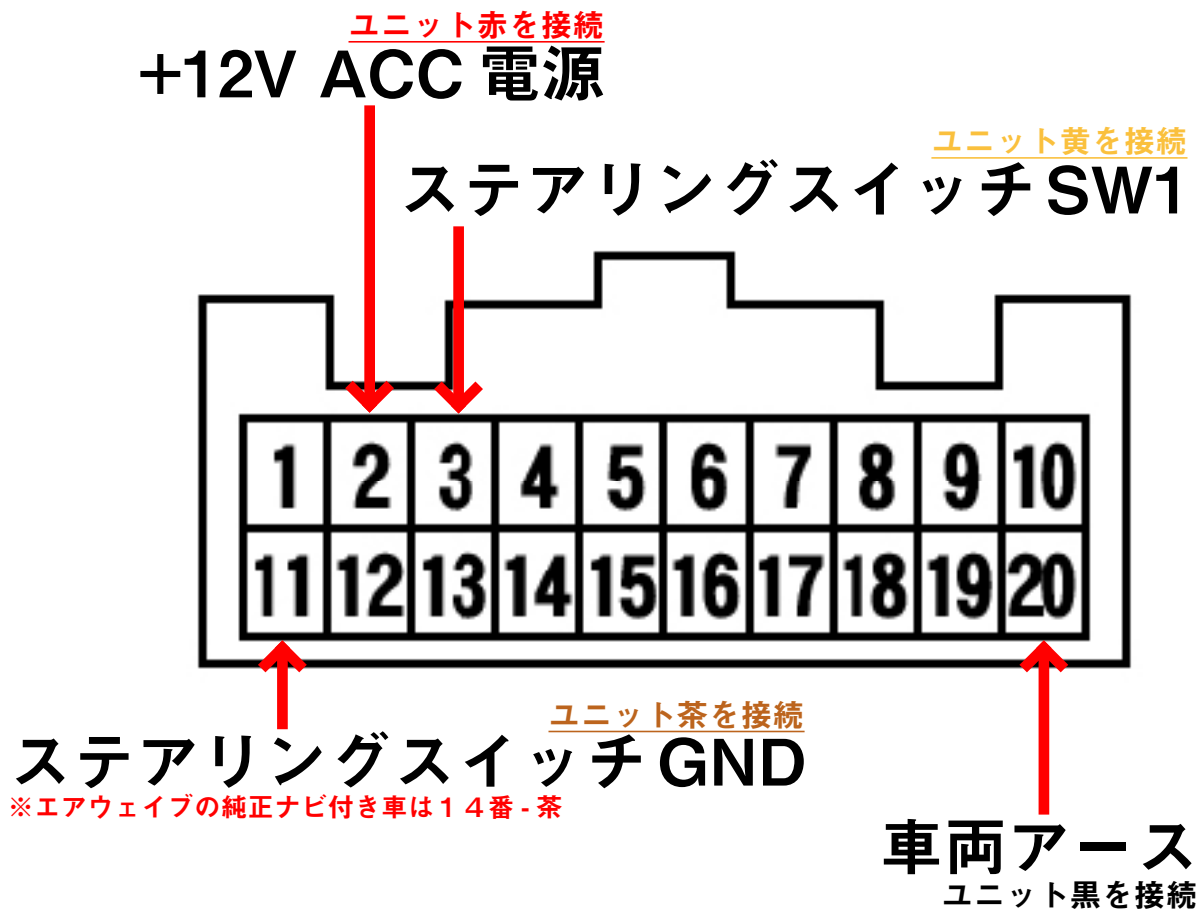 ユニット赤を接続
+12V ACC 電源
ユニット黄を接続
ステアリングスイッチSW1
1 2 3 4 5 6 7 8 9 10
11 12 13 14 15 16 17 18 19 20
ユニット茶を接続
ステアリングスイッチGND
※エアウェイブの純正ナビ付き車は14番-茶
車両アース
ユニット黒を接続